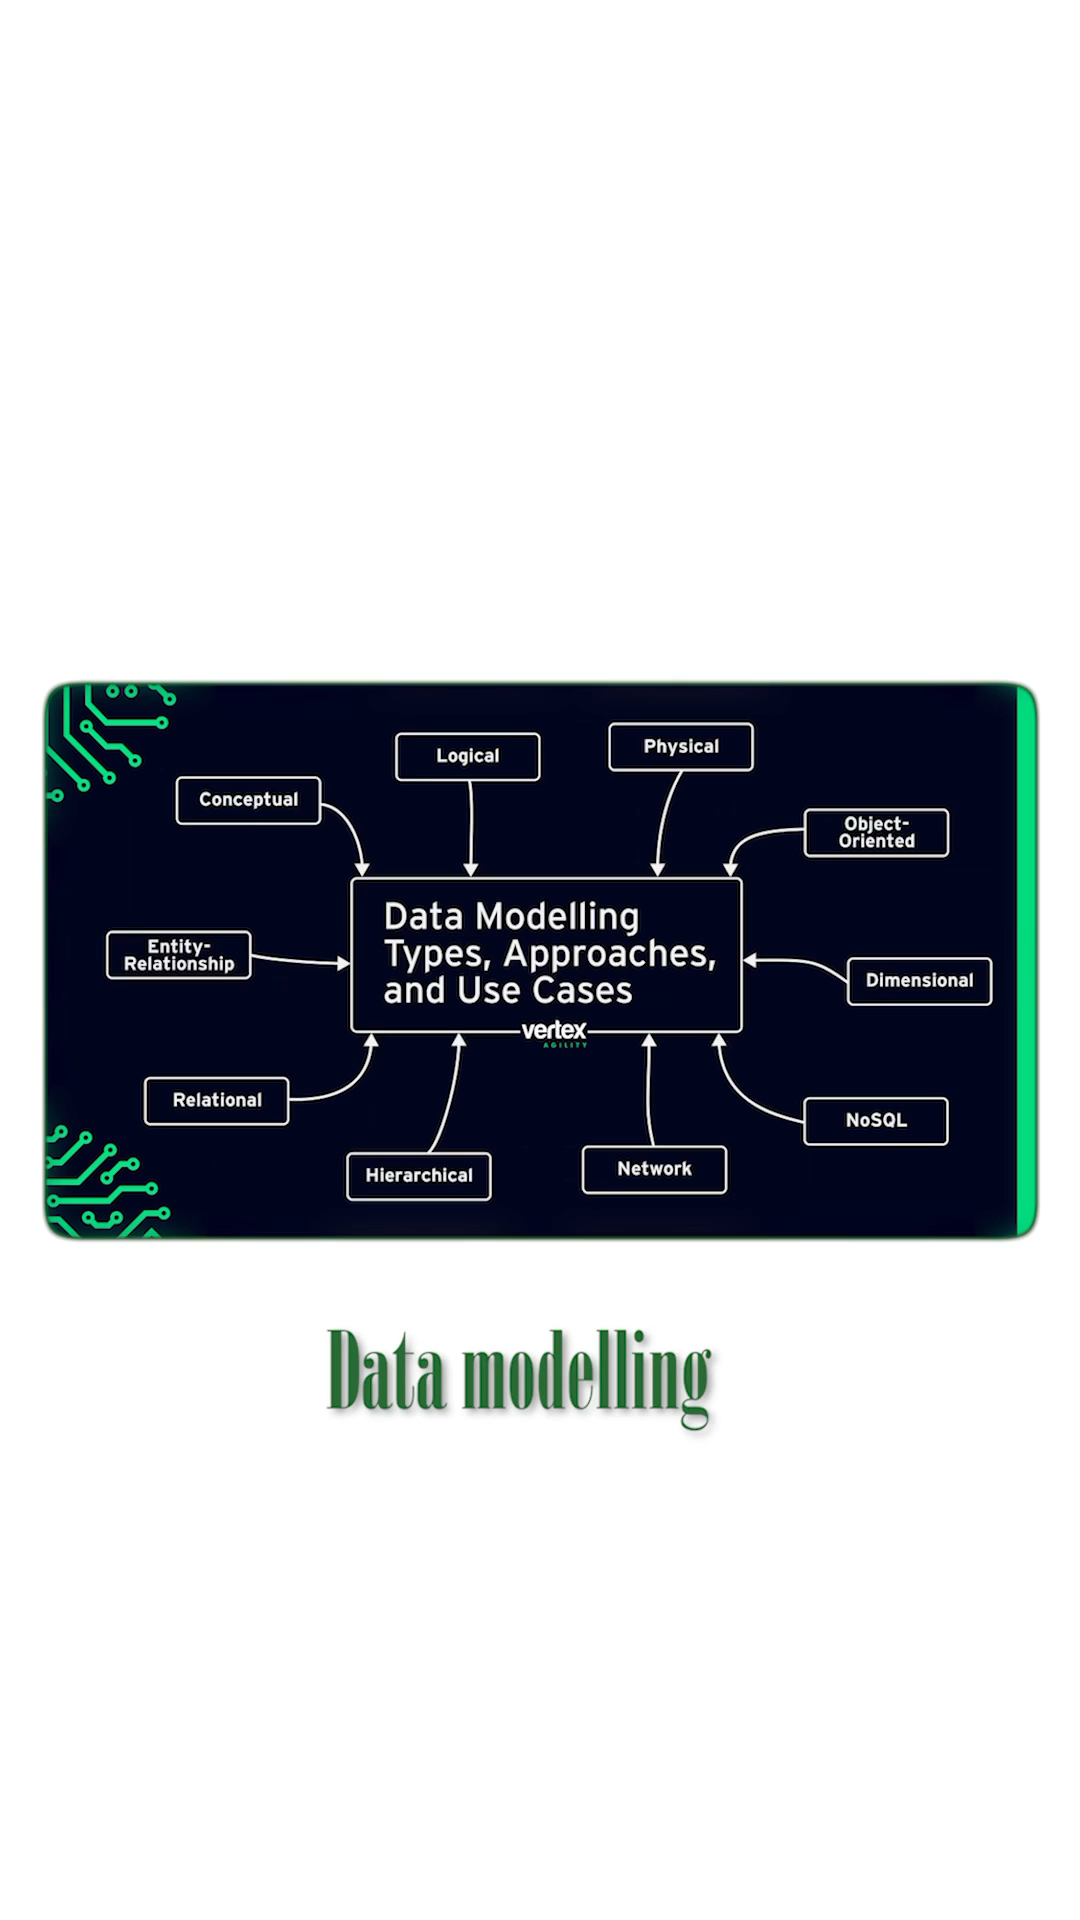 Physical
Logical
Conceptual
Object-
Oriented
Data Modelling
Types, Approaches,
and Use Cases
Entity-
Relationship
Dimensional
vertex
AGILITY
Relational
NoSQL
Hierarchical
Network
Data modelling